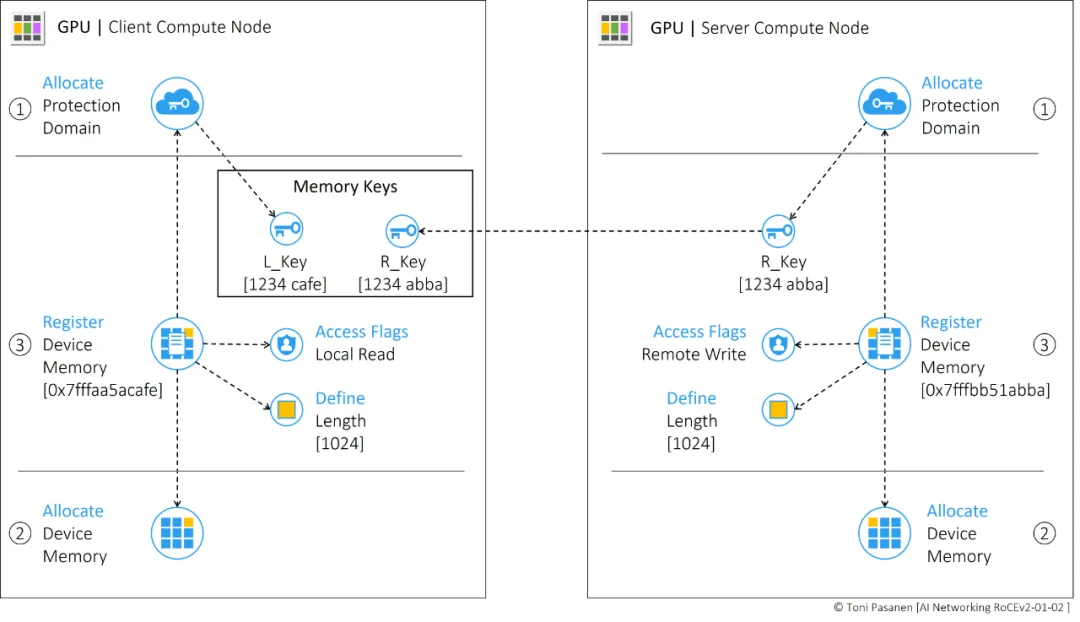 GPU | Client Compute Node
Allocate
1 Protection
Domain
Memory Keys
L_Key
[1234 cafe]
R_Key
[1234 abba]
Register
3 Device
Memory
[0x7fffaa5acafe]
Access Flags
Local Read
Define
Length
[1024]
Allocate
2 Device
Memory
GPU | Server Compute Node
Allocate
Protection 1
Domain
R_Key
[1234 abba]
Access Flags
Remote Write
Define
Length
[1024]
Register
Device 3
Memory
[0x7fffbb51abba]
Allocate
Device 2
Memory
© Toni Pasanen [AI Networking RoCEv2-01-02 ]